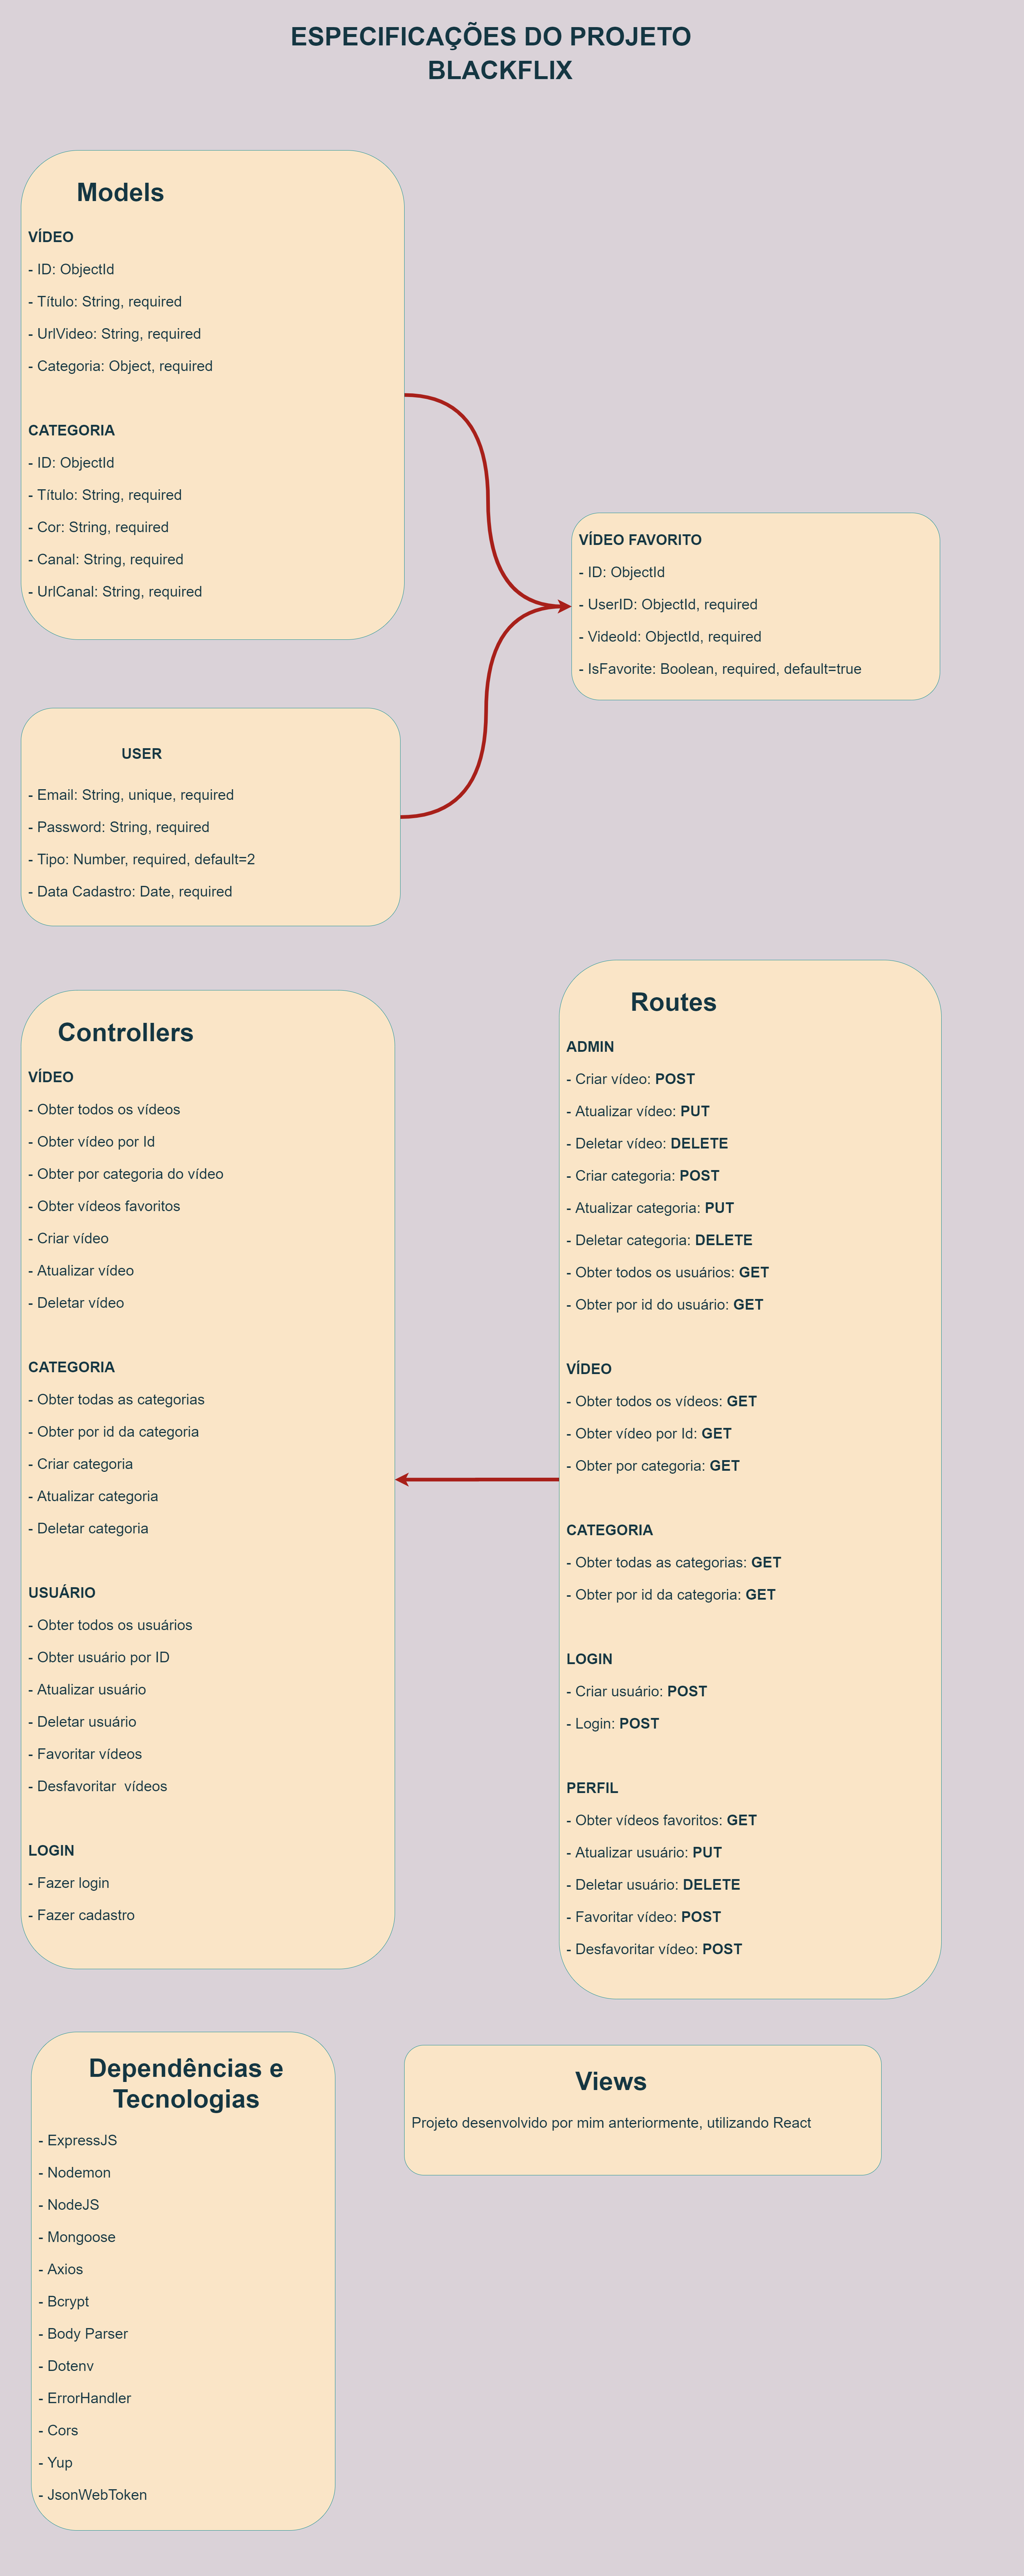 ESPECIFICAÇÕES DO PROJETO
BLACKFLIX
Models
VÍDEO
- ID: ObjectId
- Título: String, required
- UrlVideo: String, required
- Categoria: Object, required
CATEGORIA
- ID: ObjectId
- Título: String, required
- Cor: String, required
- Canal: String, required
- UrlCanal: String, required
VÍDEO FAVORITO
- ID: ObjectId
- UserID: ObjectId, required
- VideoId: ObjectId, required
- IsFavorite: Boolean, required, default=true
USER
- Email: String, unique, required
- Password: String, required
- Tipo: Number, required, default=2
- Data Cadastro: Date, required
Controllers
VÍDEO
- Obter todos os vídeos
- Obter vídeo por Id
- Obter por categoria do vídeo
- Obter vídeos favoritos
- Criar vídeo
- Atualizar vídeo
- Deletar vídeo
CATEGORIA
- Obter todas as categorias
- Obter por id da categoria
- Criar categoria
- Atualizar categoria
- Deletar categoria
USUÁRIO
- Obter todos os usuários
- Obter usuário por ID
- Atualizar usuário
- Deletar usuário
- Favoritar vídeos
- Desfavoritar  vídeos
LOGIN
- Fazer login
- Fazer cadastro
Routes
ADMIN
- Criar vídeo: POST
- Atualizar vídeo: PUT
- Deletar vídeo: DELETE
- Criar categoria: POST
- Atualizar categoria: PUT
- Deletar categoria: DELETE
- Obter todos os usuários: GET
- Obter por id do usuário: GET
VÍDEO
- Obter todos os vídeos: GET
- Obter vídeo por Id: GET
- Obter por categoria: GET
CATEGORIA
- Obter todas as categorias: GET
- Obter por id da categoria: GET
LOGIN
- Criar usuário: POST
- Login: POST
PERFIL
- Obter vídeos favoritos: GET
- Atualizar usuário: PUT
- Deletar usuário: DELETE
- Favoritar vídeo: POST
- Desfavoritar vídeo: POST
Dependências e
Tecnologias
- ExpressJS
- Nodemon
- NodeJS
- Mongoose
- Axios
- Bcrypt
- Body Parser
- Dotenv
- ErrorHandler
- Cors
- Yup
- JsonWebToken
Views
Projeto desenvolvido por mim anteriormente, utilizando React